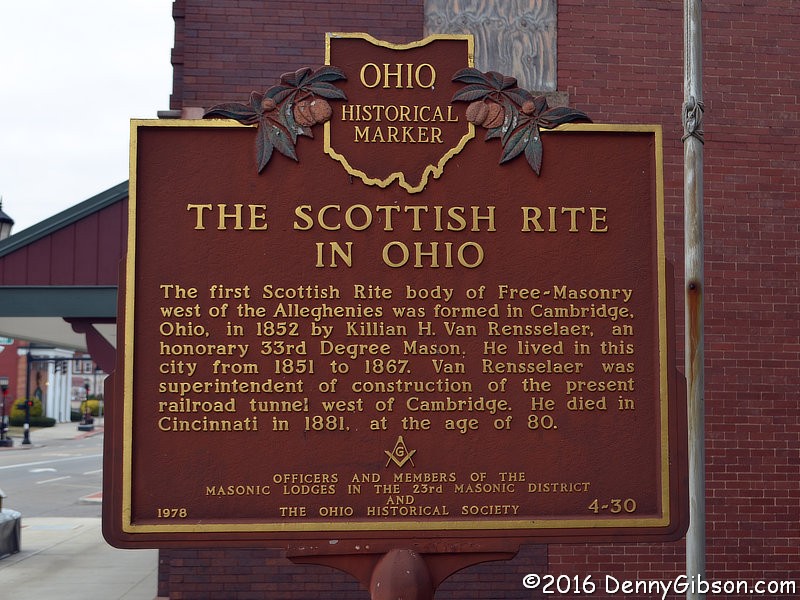 OHIO
HISTORICAL
MARKER
THE SCOTTISH RITE
IN OHIO
The first Scottish Rite body of Free-Masonry
west of the Alleghenies was formed in Cambridge,
Ohio, in 1852 by Killian H. Van Rensselaer, an
honorary 33rd Degree Mason. He lived in this
city from 1851 to 1867. Van Rensselaer was
superintendent of construction of the present
railroad tunnel west of Cambridge. He died in
Cincinnati in 1881, at the age of 80.
G
OFFICERS AND MEMBERS OF THE
MASONIC LODGES IN THE 23rd MASONIC DISTRICT
AND
1978 THE OHIO HISTORICAL SOCIETY 4-30
©2016 DennyGibson.com